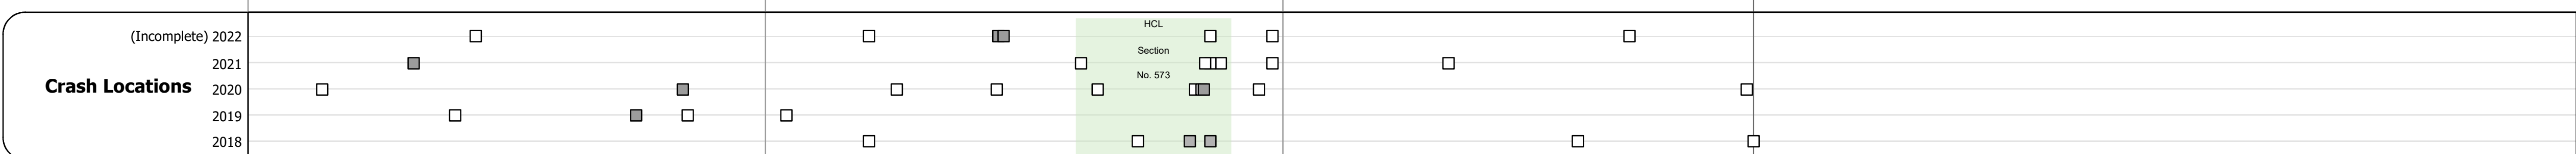 (Incomplete) 2022
2021
Crash Locations
2020
2019
2018
HCL
Section
No. 573